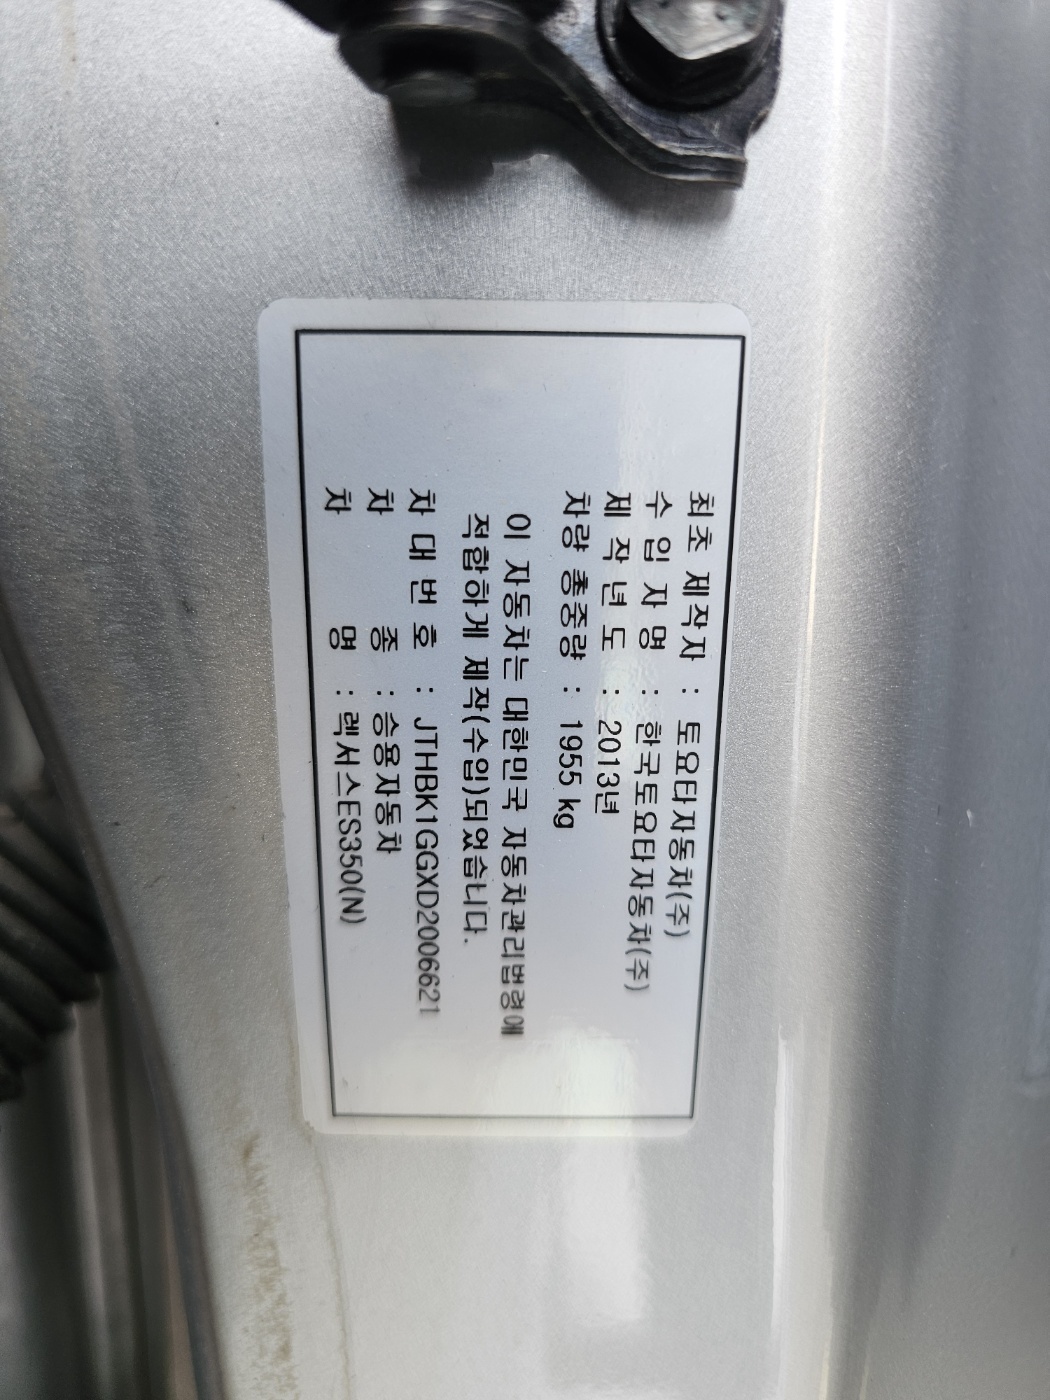 최초 제작자 : 토요타자동차(주)
수 입 자 명 : 한국토요타자동차(주)
제 작 년 도 : 2013년
차량 총중량 : 1955 kg
이 자동차는 대한민국 자동차관리법령에
적합하게 제작(수입)되었습니다.
차 대 번 호 : JTHBK1GGXD2006621
차 종 : 승용자동차
차 명 : 렉서스ES350(N)